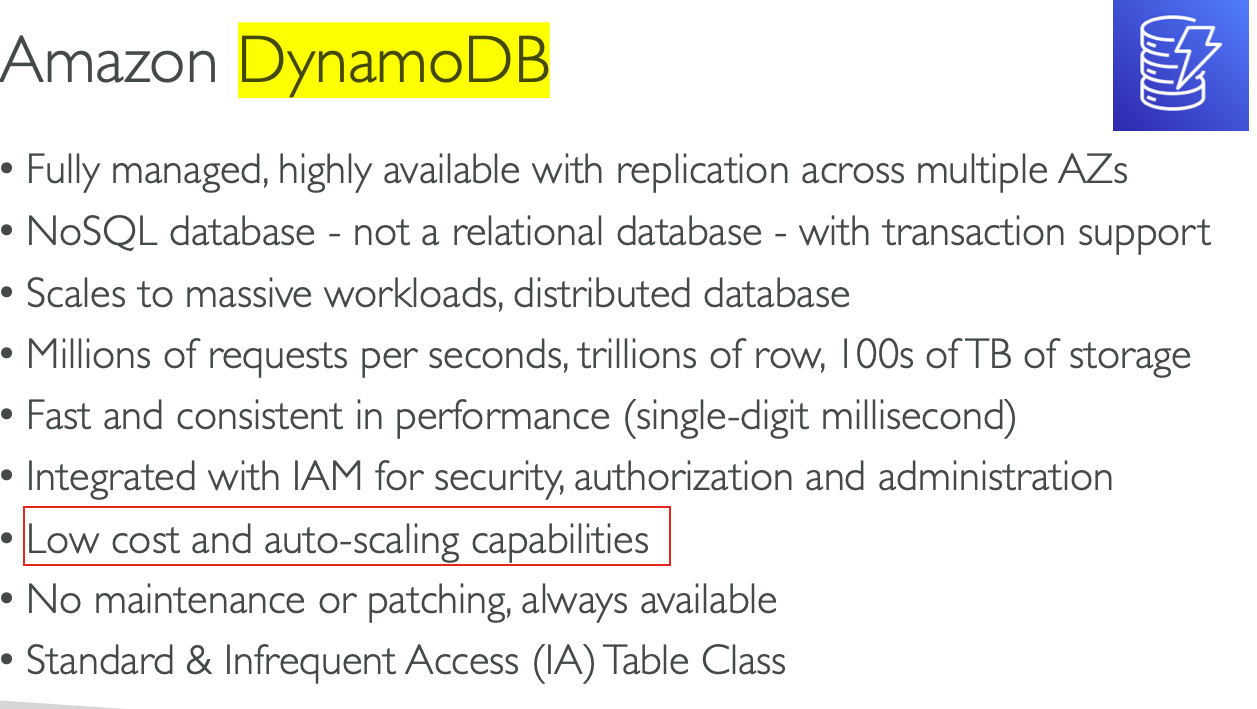 Amazon DynamoDB
• Fully managed, highly available with replication across multiple AZs
• NoSQL database - not a relational database - with transaction support
• Scales to massive workloads, distributed database
• Millions of requests per seconds, trillions of row, 100s of TB of storage
• Fast and consistent in performance (single-digit millisecond)
• Integrated with IAM for security, authorization and administration
• Low cost and auto-scaling capabilities
• No maintenance or patching, always available
• Standard & Infrequent Access (IA) Table Class